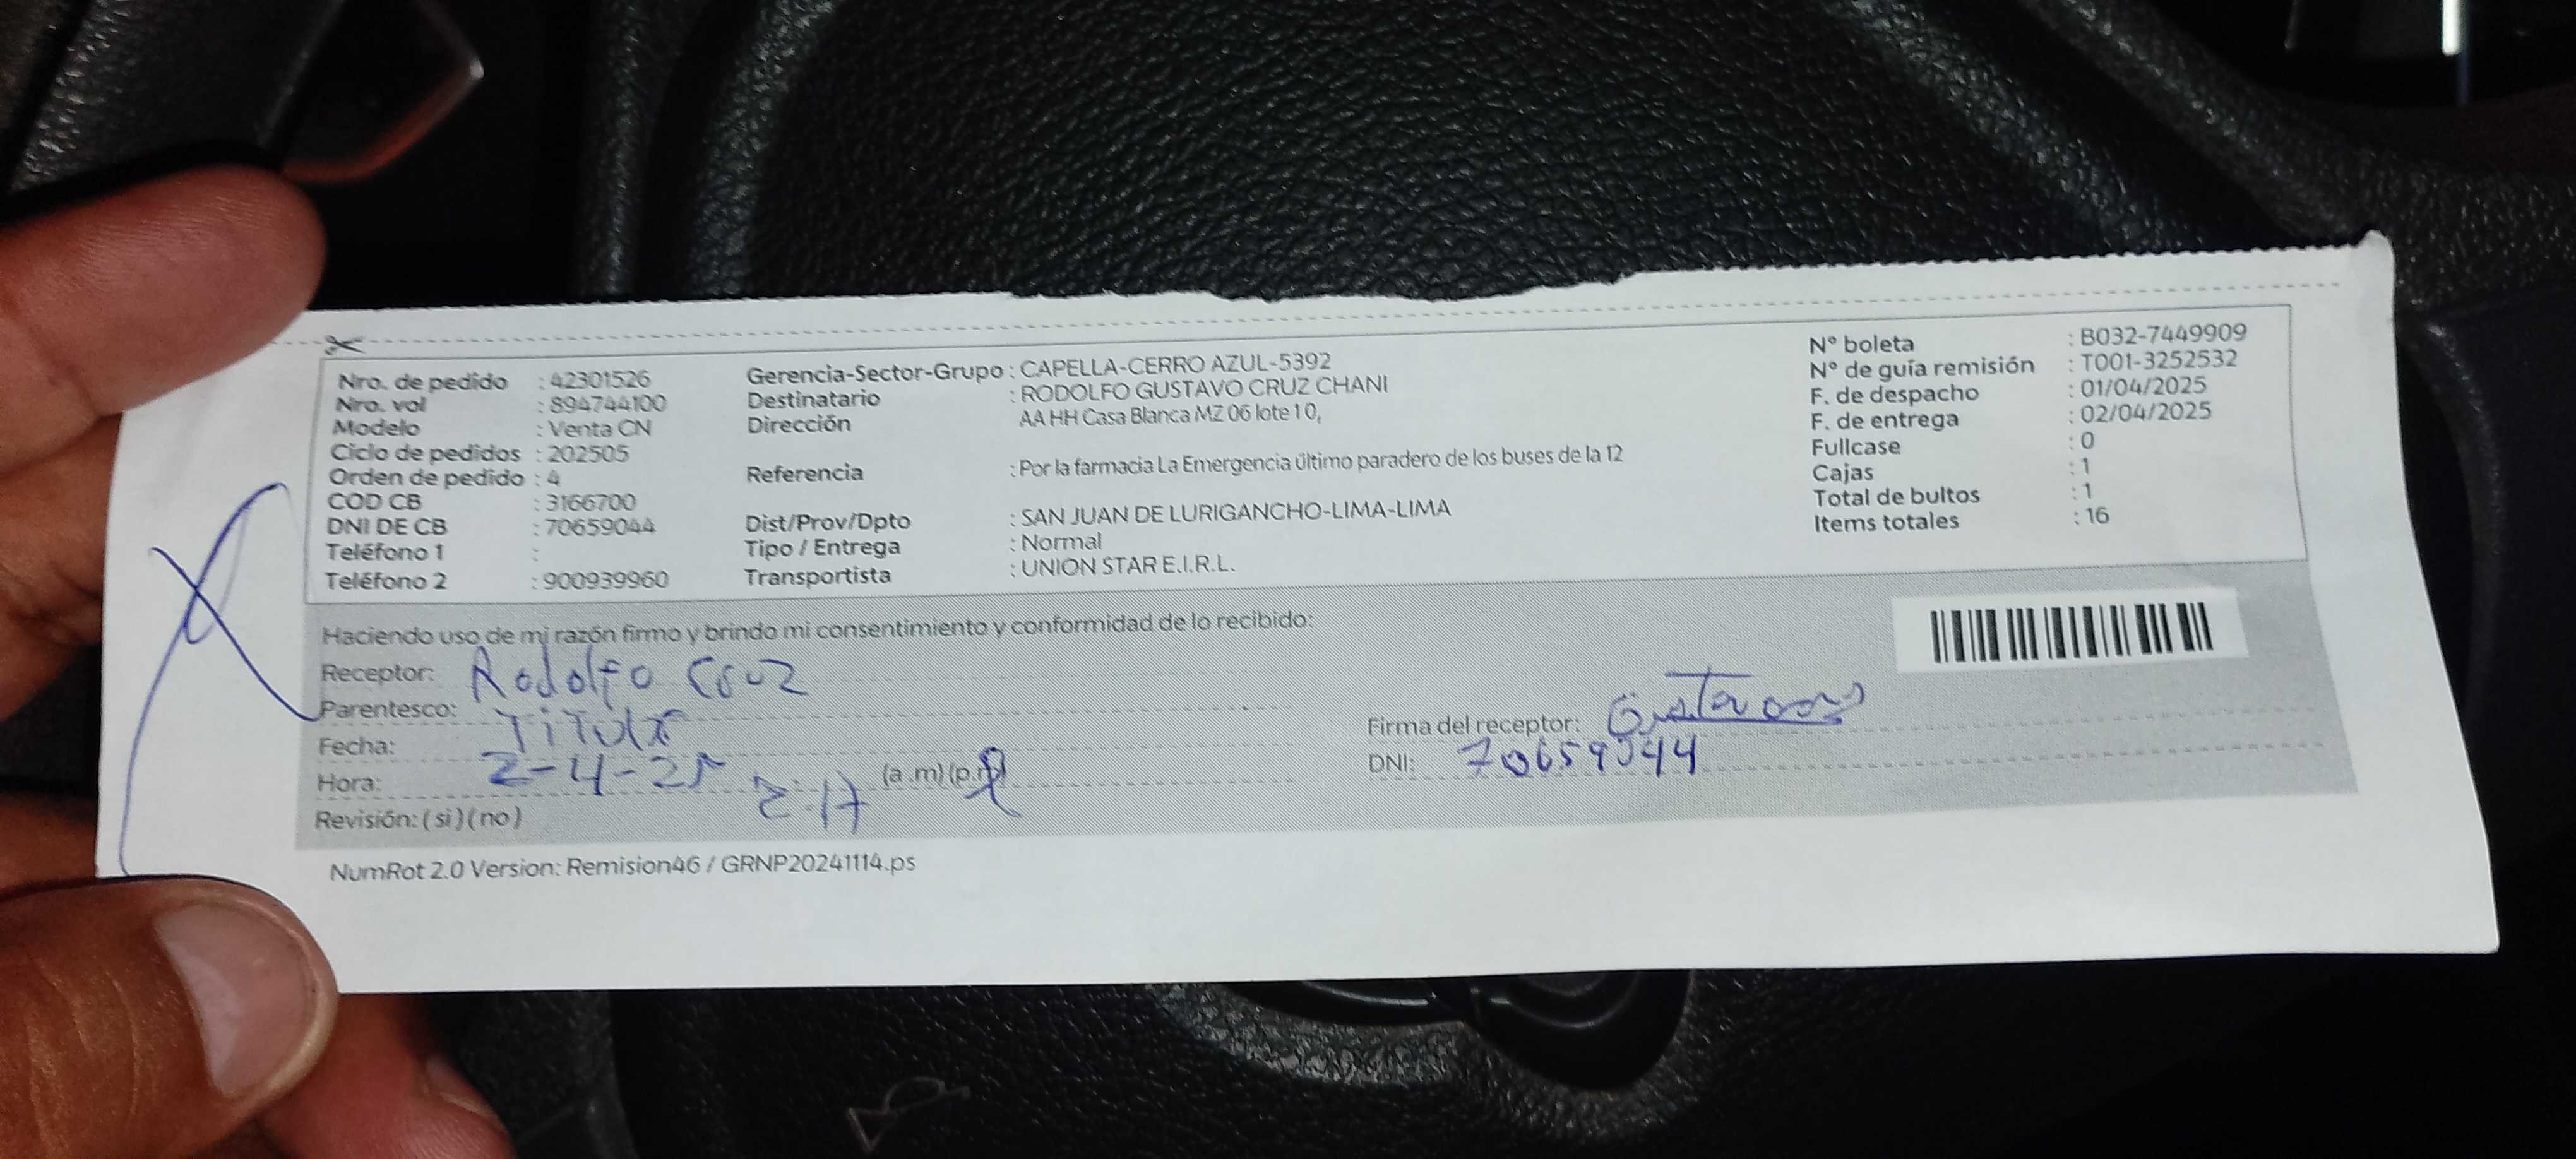 Nro. de pedido : 42301526
Nro. vol : 894744100
Modelo : Venta CN
Ciclo de pedidos : 202505
Orden de pedido : 4
COD CB : 3166700
DNI DE CB : 70659044
Teléfono 1 :
Teléfono 2 : 900939960
Gerencia-Sector-Grupo : CAPELLA-CERRO AZUL-5392
Destinatario : RODOLFO GUSTAVO CRUZ CHANI
Dirección AA HH Casa Blanca MZ 06 lote 10,
Referencia : Por la farmacia La Emergencia último paradero de los buses de la 12
Dist/Prov/Dpto : SAN JUAN DE LURIGANCHO-LIMA-LIMA
Tipo / Entrega : Normal
Transportista : UNION STAR E.I.R.L.
N° boleta : B032-7449909
N° de guía remisión : T001-3252532
F. de despacho : 01/04/2025
F. de entrega : 02/04/2025
Fullcase : 0
Cajas : 1
Total de bultos : 1
Items totales : 16
Haciendo uso de mi razón firmo y brindo mi consentimiento y conformidad de lo recibido:
Receptor: Rodolfo Cruz
Parentesco: Titular
Fecha: 2-4-25
Hora: 2:17 (a.m)(p.m)
Revisión: (si)(no)
Firma del receptor:
DNI: 70659044
NumRot 2.0 Version: Remision46 / GRNP20241114.ps